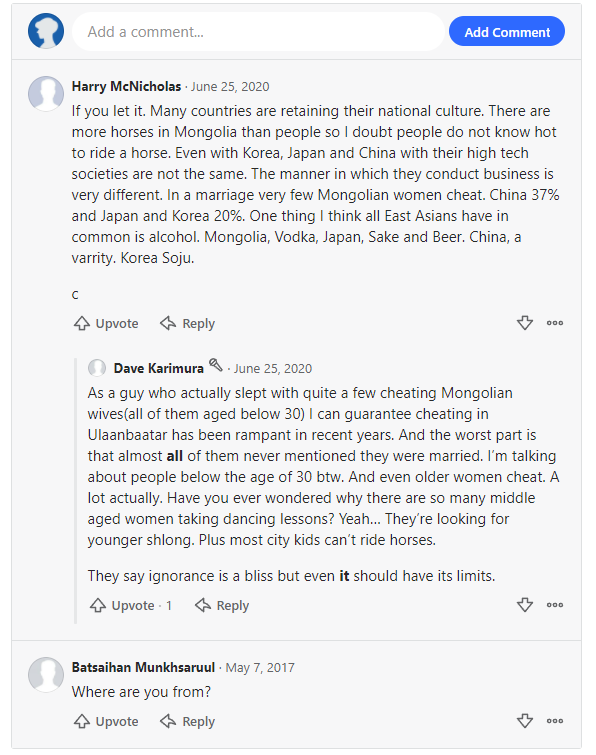 Add a comment...
Add Comment
Harry McNicholas · June 25, 2020
If you let it. Many countries are retaining their national culture. There are
more horses in Mongolia than people so I doubt people do not know hot
to ride a horse. Even with Korea, Japan and China with their high tech
societies are not the same. The manner in which they conduct business is
very different. In a marriage very few Mongolian women cheat. China 37%
and Japan and Korea 20%. One thing I think all East Asians have in
common is alcohol. Mongolia, Vodka, Japan, Sake and Beer. China, a
varrity. Korea Soju.
c
Upvote Reply
Dave Karimura · June 25, 2020
As a guy who actually slept with quite a few cheating Mongolian
wives(all of them aged below 30) I can guarantee cheating in
Ulaanbaatar has been rampant in recent years. And the worst part is
that almost all of them never mentioned they were married. I'm talking
about people below the age of 30 btw. And even older women cheat. A
lot actually. Have you ever wondered why there are so many middle
aged women taking dancing lessons? Yeah... They're looking for
younger shlong. Plus most city kids can't ride horses.
They say ignorance is a bliss but even it should have its limits.
Upvote · 1 Reply
Batsaihan Munkhsaruul · May 7, 2017
Where are you from?
Upvote Reply